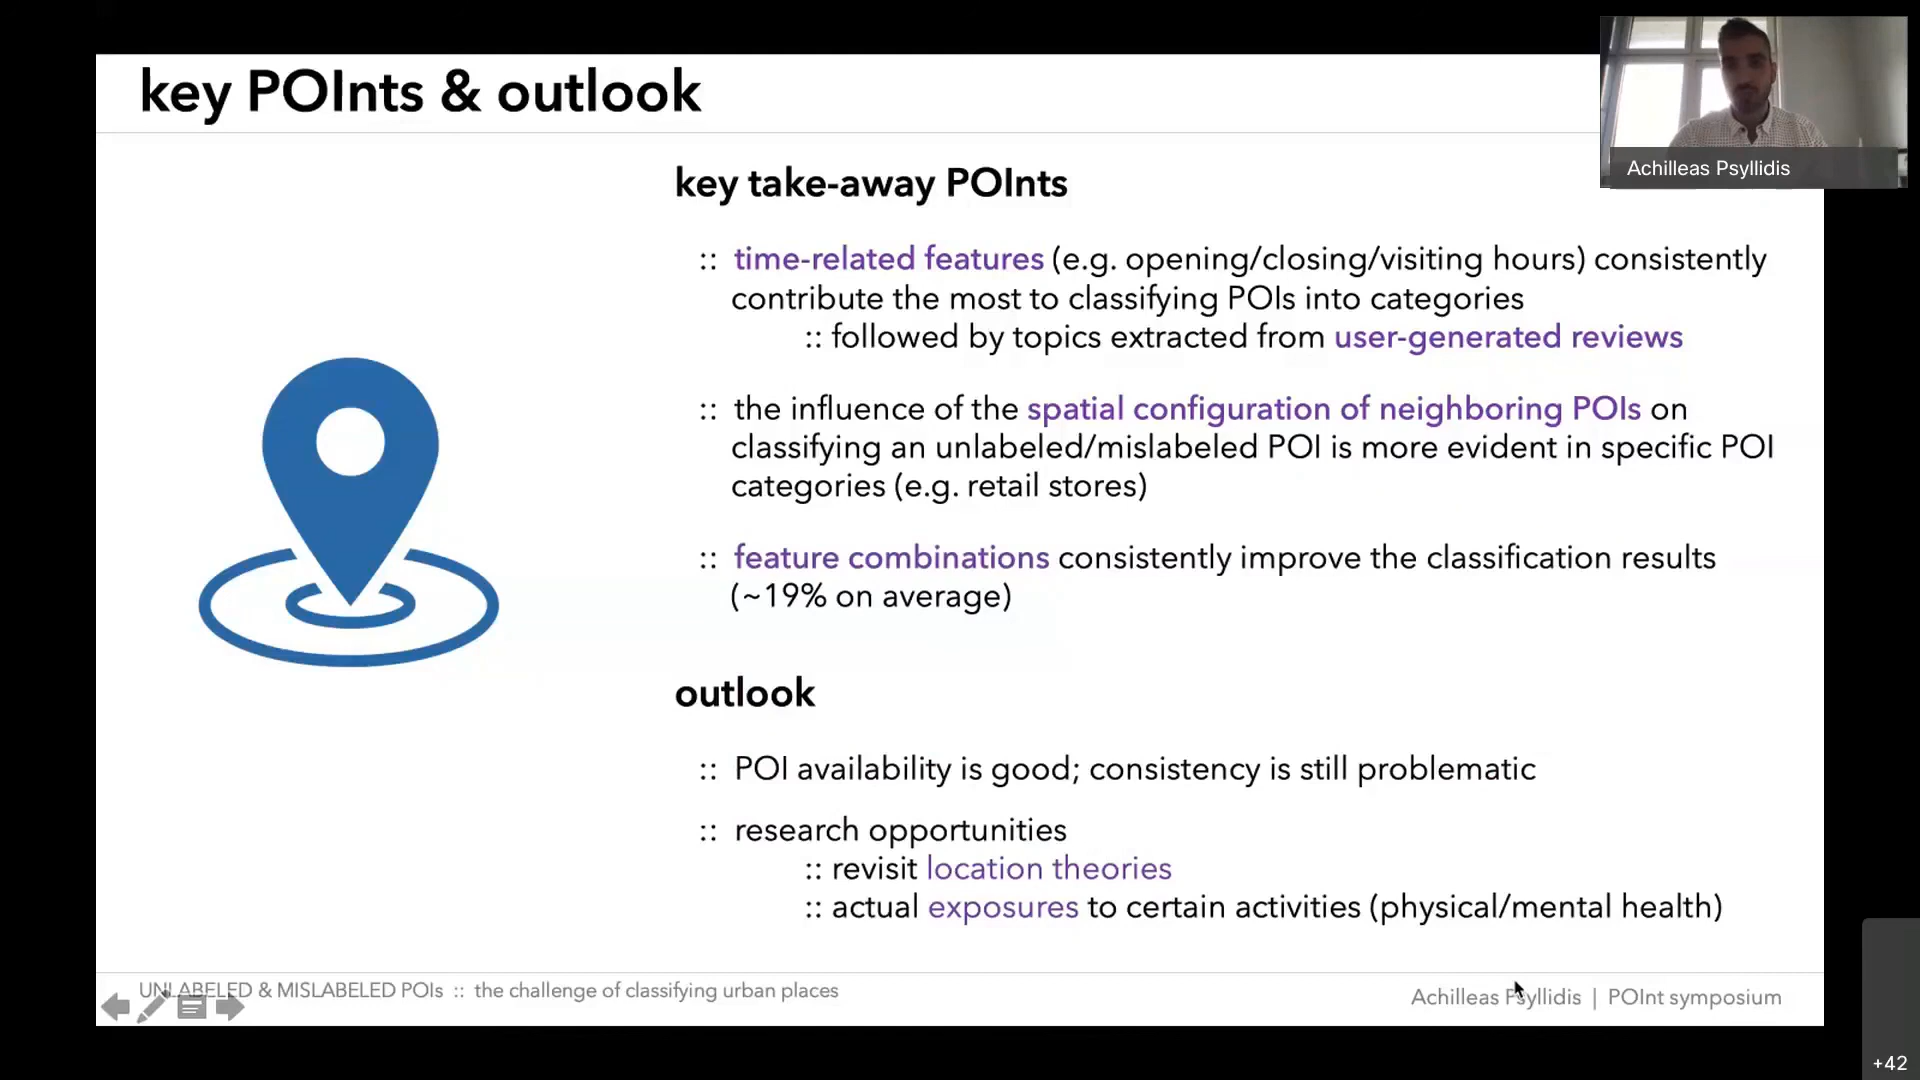 key POInts & outlook
Achilleas Psyllidis
key take-away POInts
:: time-related features (e.g. opening/closing/visiting hours) consistently
contribute the most to classifying POIs into categories
:: followed by topics extracted from user-generated reviews
:: the influence of the spatial configuration of neighboring POIs on
classifying an unlabeled/mislabeled POI is more evident in specific POI
categories (e.g. retail stores)
:: feature combinations consistently improve the classification results
(~19% on average)
outlook
:: POI availability is good; consistency is still problematic
:: research opportunities
:: revisit location theories
:: actual exposures to certain activities (physical/mental health)
UNLABELED & MISLABELED POIs :: the challenge of classifying urban places
Achilleas Psyllidis | POInt symposium
+42